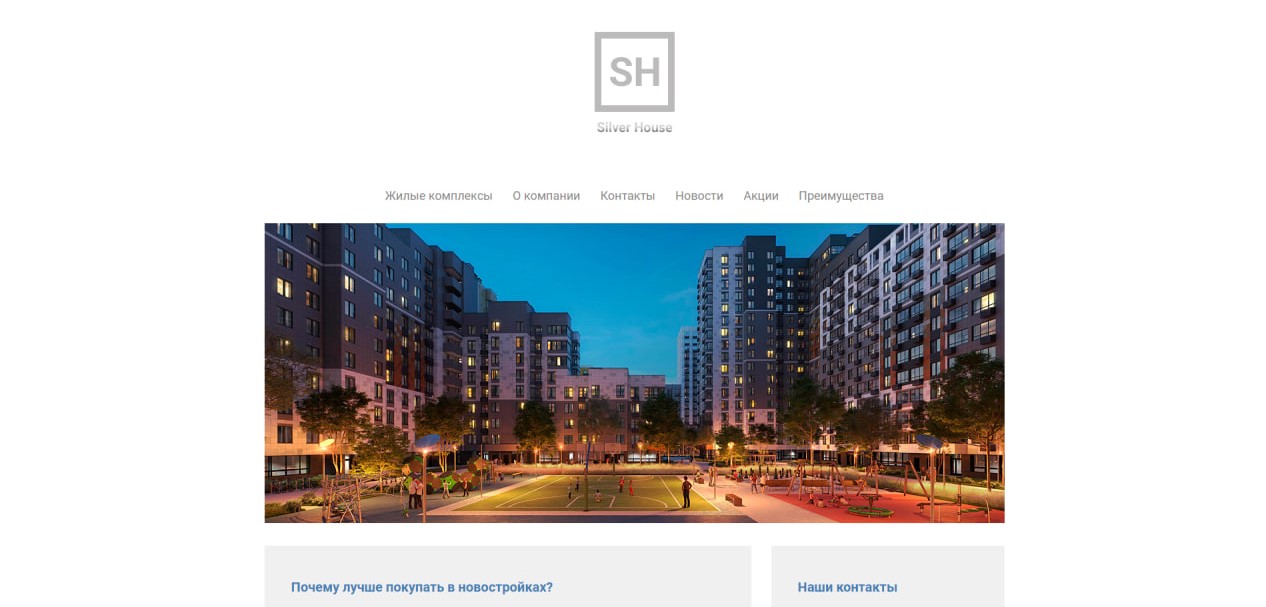 SH
Silver House
Жилые комплексы О компании Контакты Новости Акции Преимущества
Почему лучше покупать в новостройках?
Наши контакты